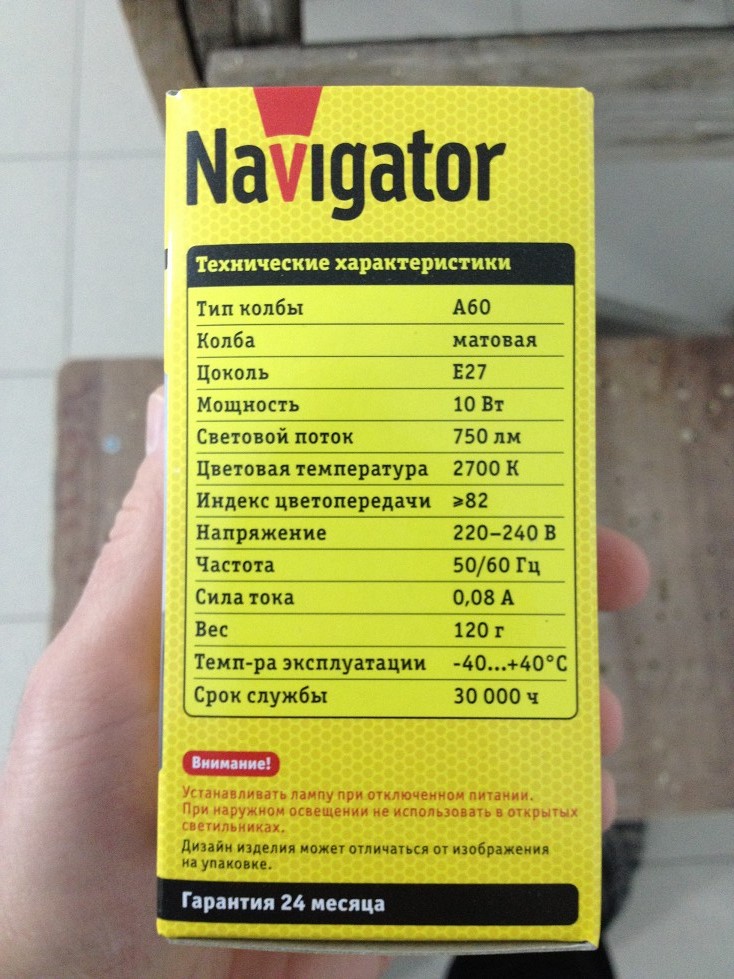 Navigator
Технические характеристики
Тип колбы A60
Колба матовая
Цоколь E27
Мощность 10 Вт
Световой поток 750 лм
Цветовая температура 2700 К
Индекс цветопередачи ≥82
Напряжение 220–240 В
Частота 50/60 Гц
Сила тока 0,08 А
Вес 120 г
Темп-ра эксплуатации -40...+40°C
Срок службы 30 000 ч
Внимание!
Устанавливать лампу при отключенном питании.
При наружном освещении не использовать в открытых
светильниках.
Дизайн изделия может отличаться от изображения
на упаковке.
Гарантия 24 месяца